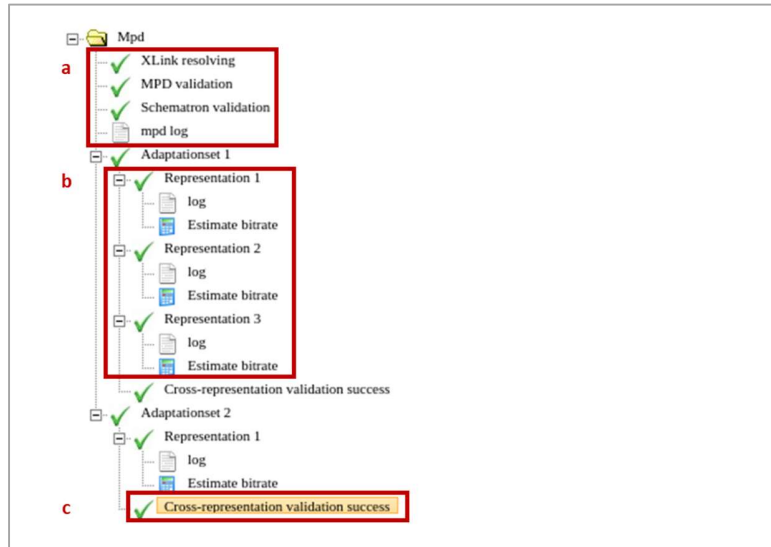 Mpd
a
XLink resolving
MPD validation
Schematron validation
mpd log
Adaptationset 1
b
Representation 1
log
Estimate bitrate
Representation 2
log
Estimate bitrate
Representation 3
log
Estimate bitrate
Cross-representation validation success
Adaptationset 2
Representation 1
log
Estimate bitrate
c
Cross-representation validation success